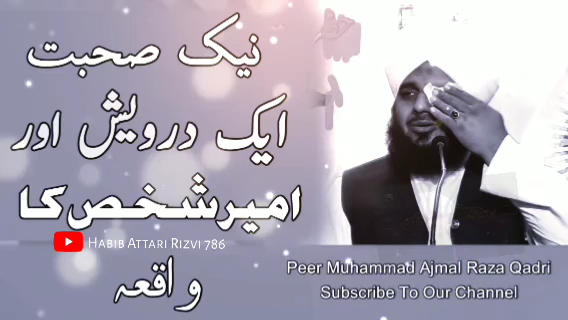 نیک صحبت
ایک درویش اور
امیر شخص کا
HABIB ATTARI RIZVI 786
واقعہ
Peer Muhammad Ajmal Raza Qadri
Subscribe To Our Channel